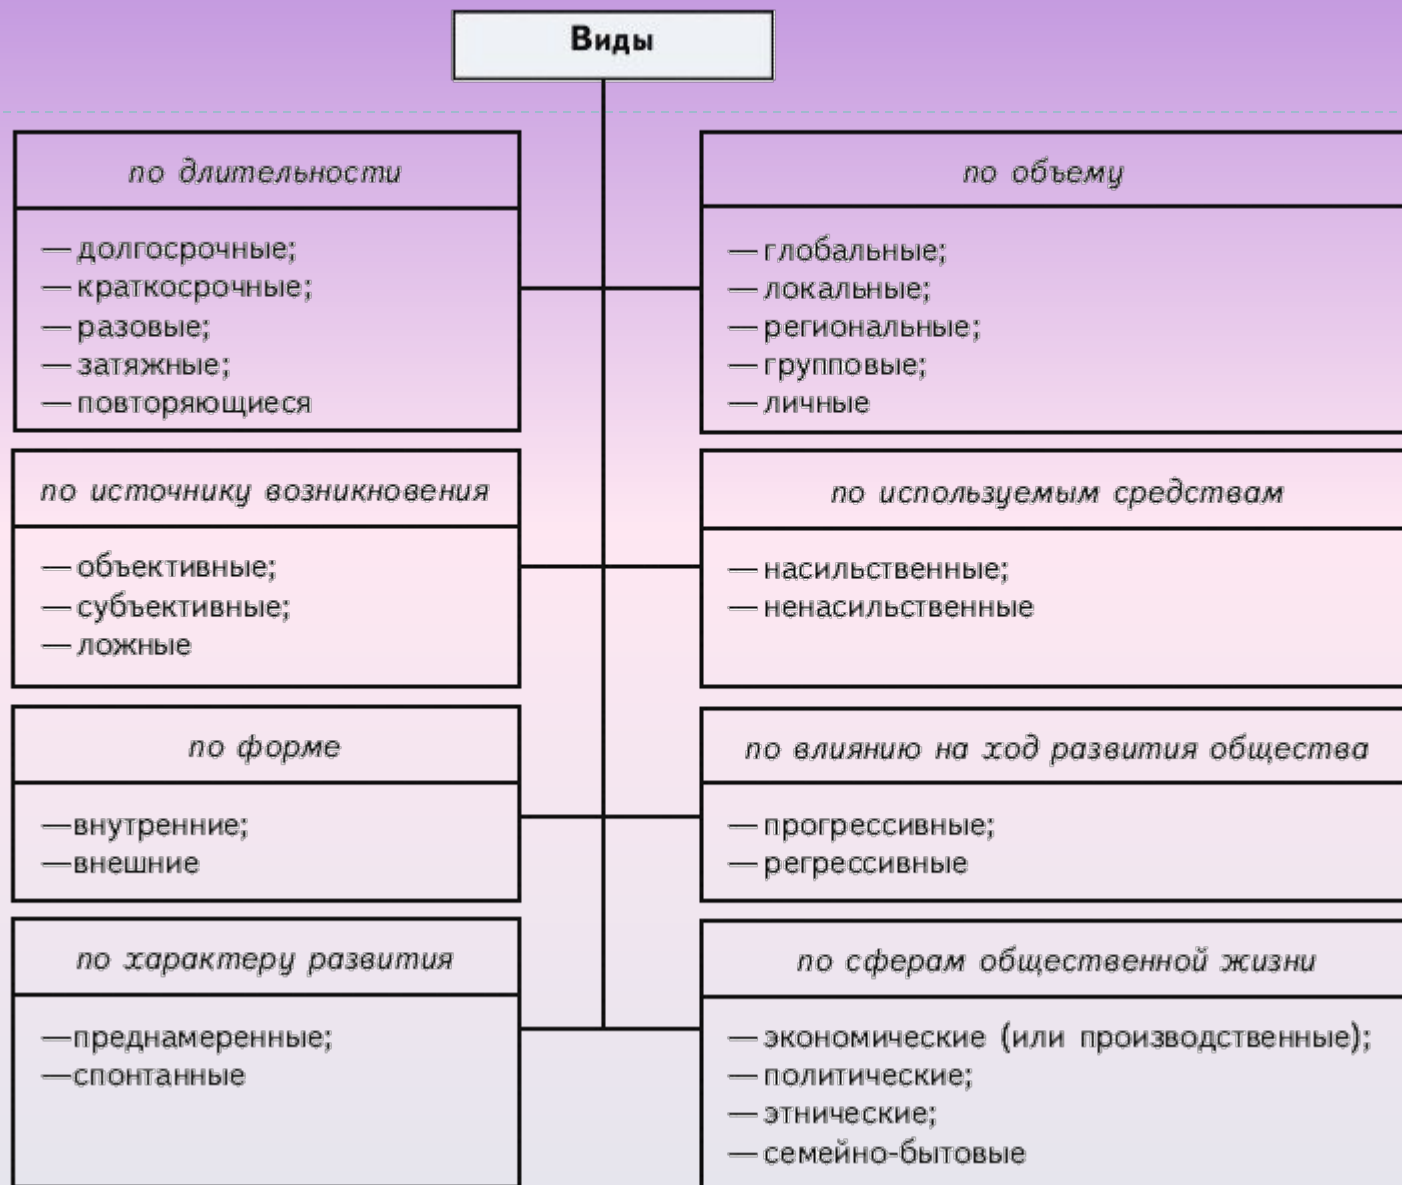 Виды
по длительности
— долгосрочные;
— краткосрочные;
— разовые;
— затяжные;
— повторяющиеся
по объему
— глобальные;
— локальные;
— региональные;
— групповые;
— личные
по источнику возникновения
— объективные;
— субъективные;
— ложные
по используемым средствам
— насильственные;
— ненасильственные
по форме
—внутренние;
—внешние
по влиянию на ход развития общества
— прогрессивные;
— регрессивные
по характеру развития
—преднамеренные;
—спонтанные
по сферам общественной жизни
— экономические (или производственные);
— политические;
— этнические;
— семейно-бытовые